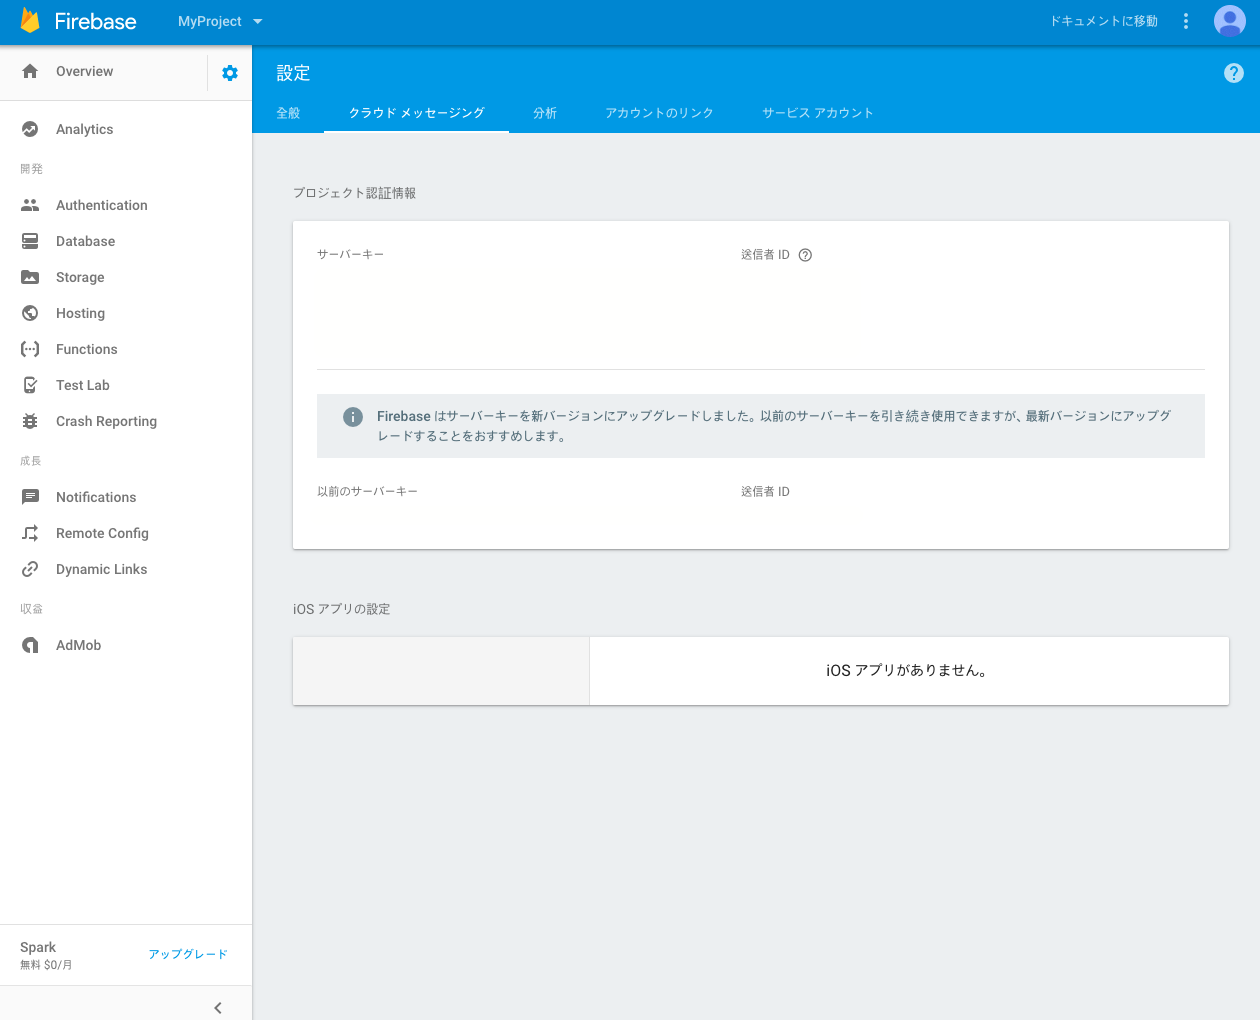 Firebase
MyProject
ドキュメントに移動
Overview
Analytics
開発
Authentication
Database
Storage
Hosting
Functions
Test Lab
Crash Reporting
成長
Notifications
Remote Config
Dynamic Links
収益
AdMob
Spark
無料 $0/月
アップグレード
設定
全般
クラウド メッセージング
分析
アカウントのリンク
サービス アカウント
プロジェクト認証情報
サーバーキー
送信者 ID
Firebase はサーバーキーを新バージョンにアップグレードしました。以前のサーバーキーを引き続き使用できますが、最新バージョンにアップグ
レードすることをおすすめします。
以前のサーバーキー
送信者 ID
iOS アプリの設定
iOS アプリがありません。